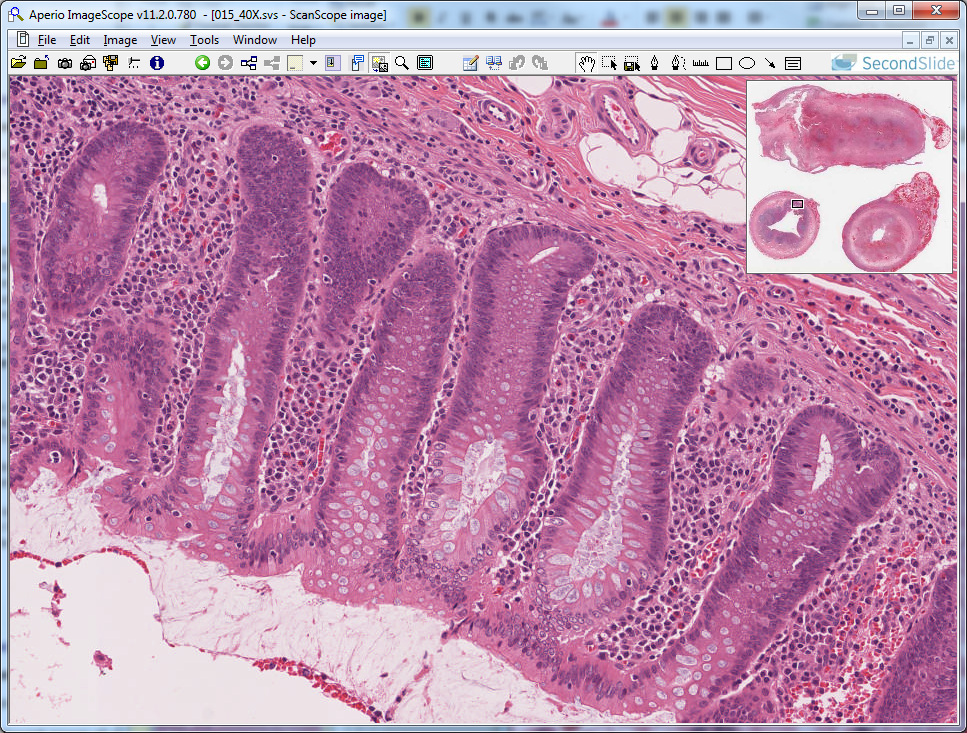 Aperio ImageScope v11.2.0.780 - [015_40X.svs - ScanScope image]
File Edit Image View Tools Window Help
SecondSlide